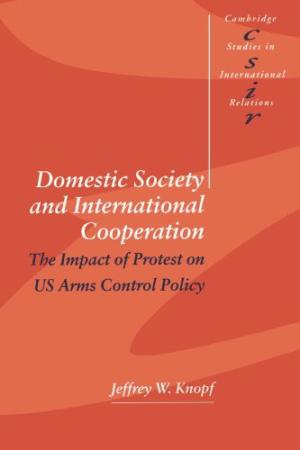 Cambridge
c
Studies in
s
International
i
Relations
r
Domestic Society
and International
Cooperation
The Impact of Protest on
US Arms Control Policy
Jeffrey W. Knopf